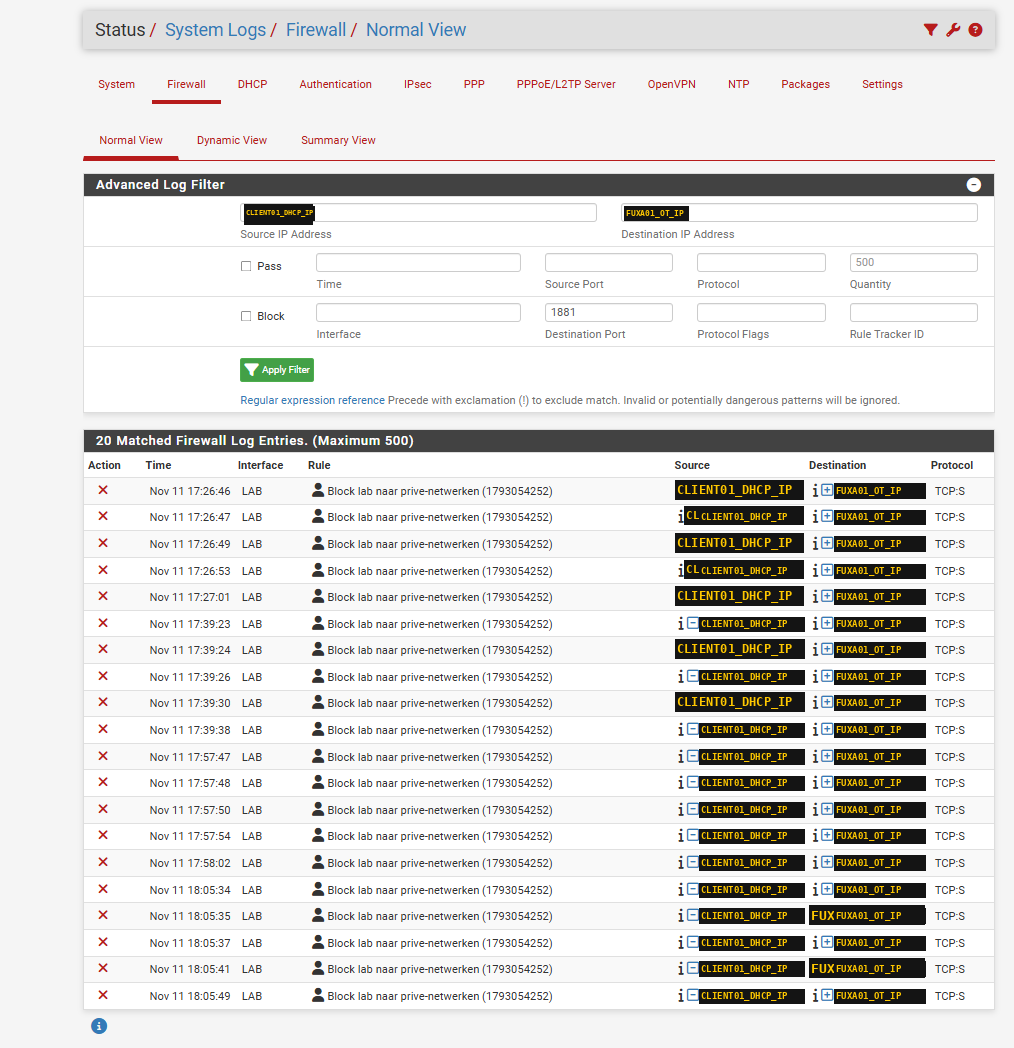 Status / System Logs / Firewall / Normal View
System Firewall DHCP Authentication IPsec PPP PPPoE/L2TP Server OpenVPN NTP Packages Settings
Normal View Dynamic View Summary View
Advanced Log Filter
CLIENT01_DHCP_IP FUXA01_OT_IP
Source IP Address Destination IP Address
Pass 500
Time Source Port Protocol Quantity
Block 1881
Interface Destination Port Protocol Flags Rule Tracker ID
Apply Filter
Regular expression reference Precede with exclamation (!) to exclude match. Invalid or potentially dangerous patterns will be ignored.
20 Matched Firewall Log Entries. (Maximum 500)
Action Time Interface Rule Source Destination Protocol
Nov 11 17:26:46 LAB Block lab naar prive-netwerken (1793054252) CLIENT01_DHCP_IP FUXA01_OT_IP TCP:S
Nov 11 17:26:47 LAB Block lab naar prive-netwerken (1793054252) CL CLIENT01_DHCP_IP FUXA01_OT_IP TCP:S
Nov 11 17:26:49 LAB Block lab naar prive-netwerken (1793054252) CLIENT01_DHCP_IP FUXA01_OT_IP TCP:S
Nov 11 17:26:53 LAB Block lab naar prive-netwerken (1793054252) CL CLIENT01_DHCP_IP FUXA01_OT_IP TCP:S
Nov 11 17:27:01 LAB Block lab naar prive-netwerken (1793054252) CLIENT01_DHCP_IP FUXA01_OT_IP TCP:S
Nov 11 17:39:23 LAB Block lab naar prive-netwerken (1793054252) CLIENT01_DHCP_IP FUXA01_OT_IP TCP:S
Nov 11 17:39:24 LAB Block lab naar prive-netwerken (1793054252) CLIENT01_DHCP_IP FUXA01_OT_IP TCP:S
Nov 11 17:39:26 LAB Block lab naar prive-netwerken (1793054252) CLIENT01_DHCP_IP FUXA01_OT_IP TCP:S
Nov 11 17:39:30 LAB Block lab naar prive-netwerken (1793054252) CLIENT01_DHCP_IP FUXA01_OT_IP TCP:S
Nov 11 17:39:38 LAB Block lab naar prive-netwerken (1793054252) CLIENT01_DHCP_IP FUXA01_OT_IP TCP:S
Nov 11 17:57:47 LAB Block lab naar prive-netwerken (1793054252) CLIENT01_DHCP_IP FUXA01_OT_IP TCP:S
Nov 11 17:57:48 LAB Block lab naar prive-netwerken (1793054252) CLIENT01_DHCP_IP FUXA01_OT_IP TCP:S
Nov 11 17:57:50 LAB Block lab naar prive-netwerken (1793054252) CLIENT01_DHCP_IP FUXA01_OT_IP TCP:S
Nov 11 17:57:54 LAB Block lab naar prive-netwerken (1793054252) CLIENT01_DHCP_IP FUXA01_OT_IP TCP:S
Nov 11 17:58:02 LAB Block lab naar prive-netwerken (1793054252) CLIENT01_DHCP_IP FUXA01_OT_IP TCP:S
Nov 11 18:05:34 LAB Block lab naar prive-netwerken (1793054252) CLIENT01_DHCP_IP FUXA01_OT_IP TCP:S
Nov 11 18:05:35 LAB Block lab naar prive-netwerken (1793054252) CLIENT01_DHCP_IP FUX FUXA01_OT_IP TCP:S
Nov 11 18:05:37 LAB Block lab naar prive-netwerken (1793054252) CLIENT01_DHCP_IP FUXA01_OT_IP TCP:S
Nov 11 18:05:41 LAB Block lab naar prive-netwerken (1793054252) CLIENT01_DHCP_IP FUX FUXA01_OT_IP TCP:S
Nov 11 18:05:49 LAB Block lab naar prive-netwerken (1793054252) CLIENT01_DHCP_IP FUXA01_OT_IP TCP:S